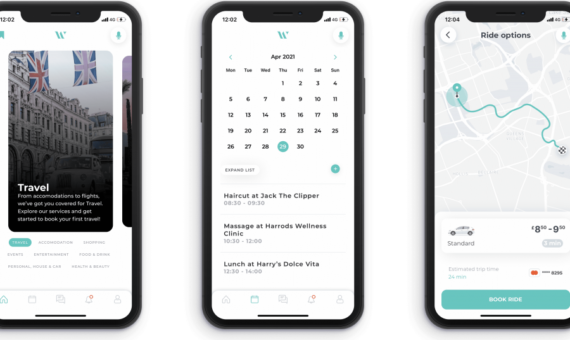 12:02
4G
W
Travel
From accomodations to flights,
we've got you covered for Travel.
Explore our services and get
started to book your first travel!
TRAVEL ACCOMODATION SHOPPING
EVENTS ENTERTAINMENT FOOD & DRINK
PERSONAL, HOUSE & CAR HEALTH & BEAUTY
12:02
4G
W
Apr 2021
Mon Tue Wed Thu Fri Sat Sun
1 2 3 4
5 6 7 8 9 10 11
12 13 14 15 16 17 18
19 20 21 22 23 24 25
26 27 28 29 30
EXPAND LIST
Haircut at Jack The Clipper
08:30 - 09:30
Massage at Harrods Wellness
Clinic
10:30 - 12:00
Lunch at Harry's Dolce Vita
12:30 - 14:00
12:04
4G
Ride options
€8⁵⁰-9⁵⁰
Standard
2 min
Estimated trip time
24 min
**** 8295
BOOK RIDE